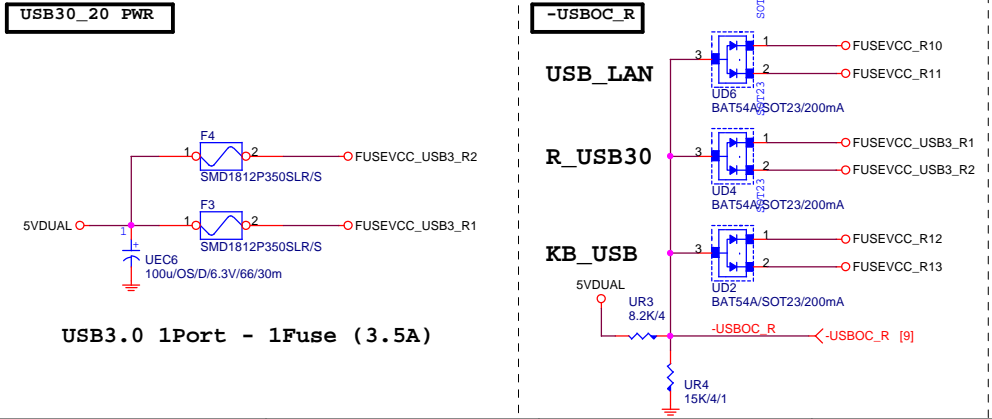 USB30_20 PWR
F4
1
2
FUSEVCC_USB3_R2
SMD1812P350SLR/S
F3
5VDUAL
1
2
FUSEVCC_USB3_R1
SMD1812P350SLR/S
1
+
UEC6
100u/OS/D/6.3V/66/30m
USB3.0 1Port - 1Fuse (3.5A)
-USBOC_R
USB_LAN
3
1
FUSEVCC_R10
2
FUSEVCC_R11
UD6
BAT54A/SOT23/200mA
SOT23
R_USB30
3
1
FUSEVCC_USB3_R1
2
FUSEVCC_USB3_R2
UD4
BAT54A/SOT23/200mA
SOT23
KB_USB
3
1
FUSEVCC_R12
2
FUSEVCC_R13
UD2
BAT54A/SOT23/200mA
5VDUAL
UR3
8.2K/4
-USBOC_R
-USBOC_R [9]
UR4
15K/4/1